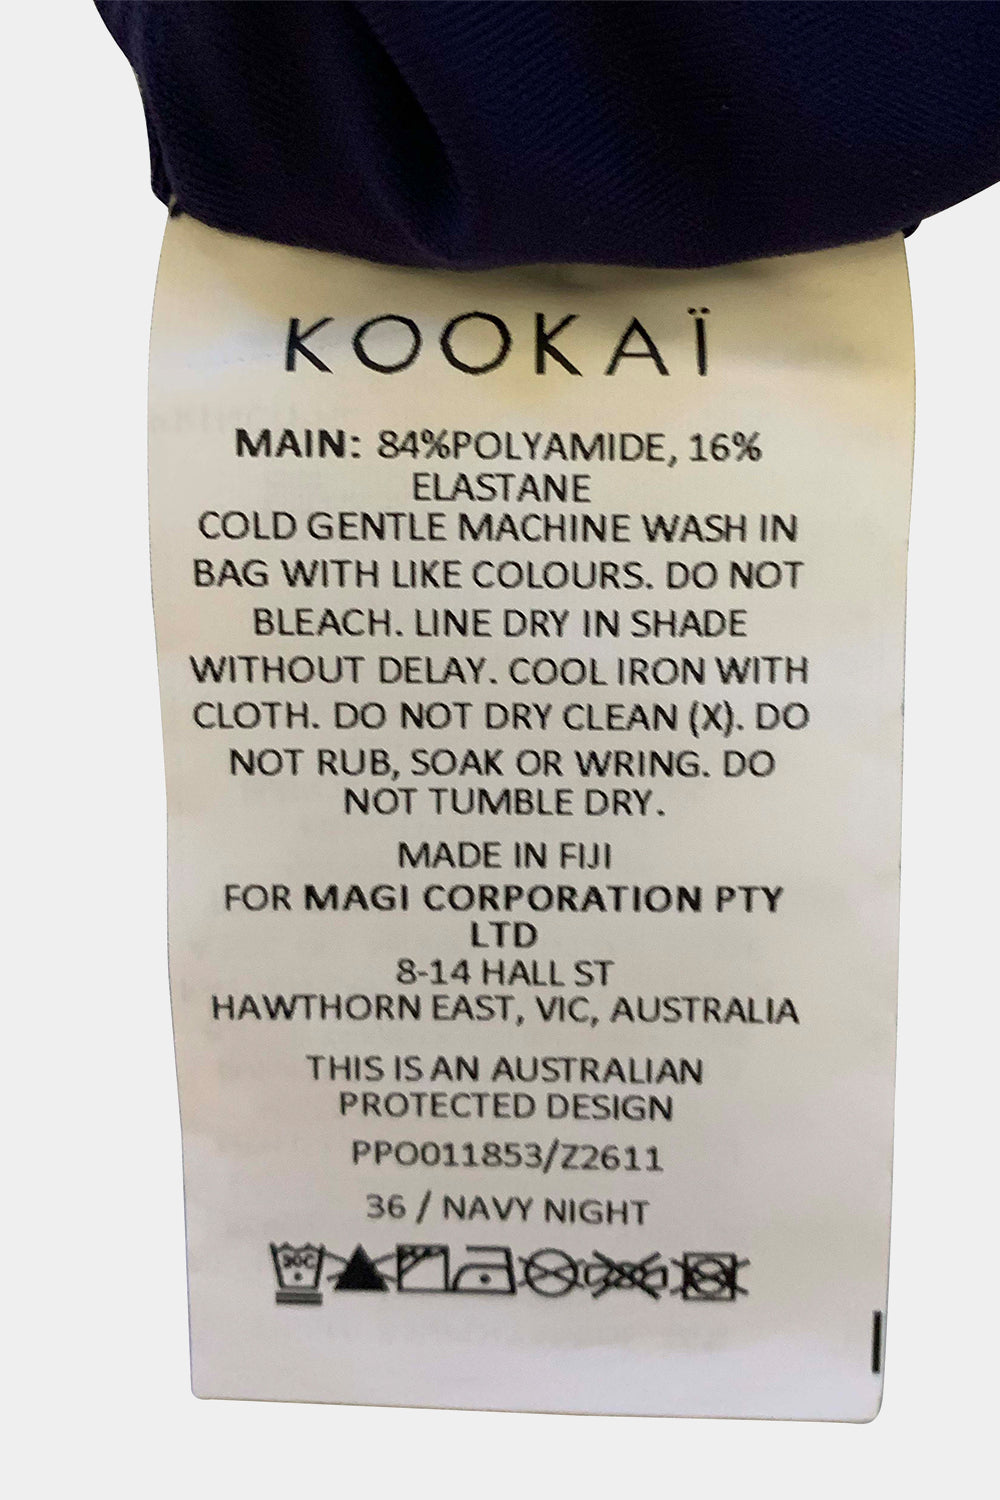 KOOKAÏ
MAIN: 84%POLYAMIDE, 16%
ELASTANE
COLD GENTLE MACHINE WASH IN
BAG WITH LIKE COLOURS. DO NOT
BLEACH. LINE DRY IN SHADE
WITHOUT DELAY. COOL IRON WITH
CLOTH. DO NOT DRY CLEAN (X). DO
NOT RUB, SOAK OR WRING. DO
NOT TUMBLE DRY.
MADE IN FIJI
FOR MAGI CORPORATION PTY
LTD
8-14 HALL ST
HAWTHORN EAST, VIC, AUSTRALIA
THIS IS AN AUSTRALIAN
PROTECTED DESIGN
PPO011853/Z2611
36 / NAVY NIGHT
30C